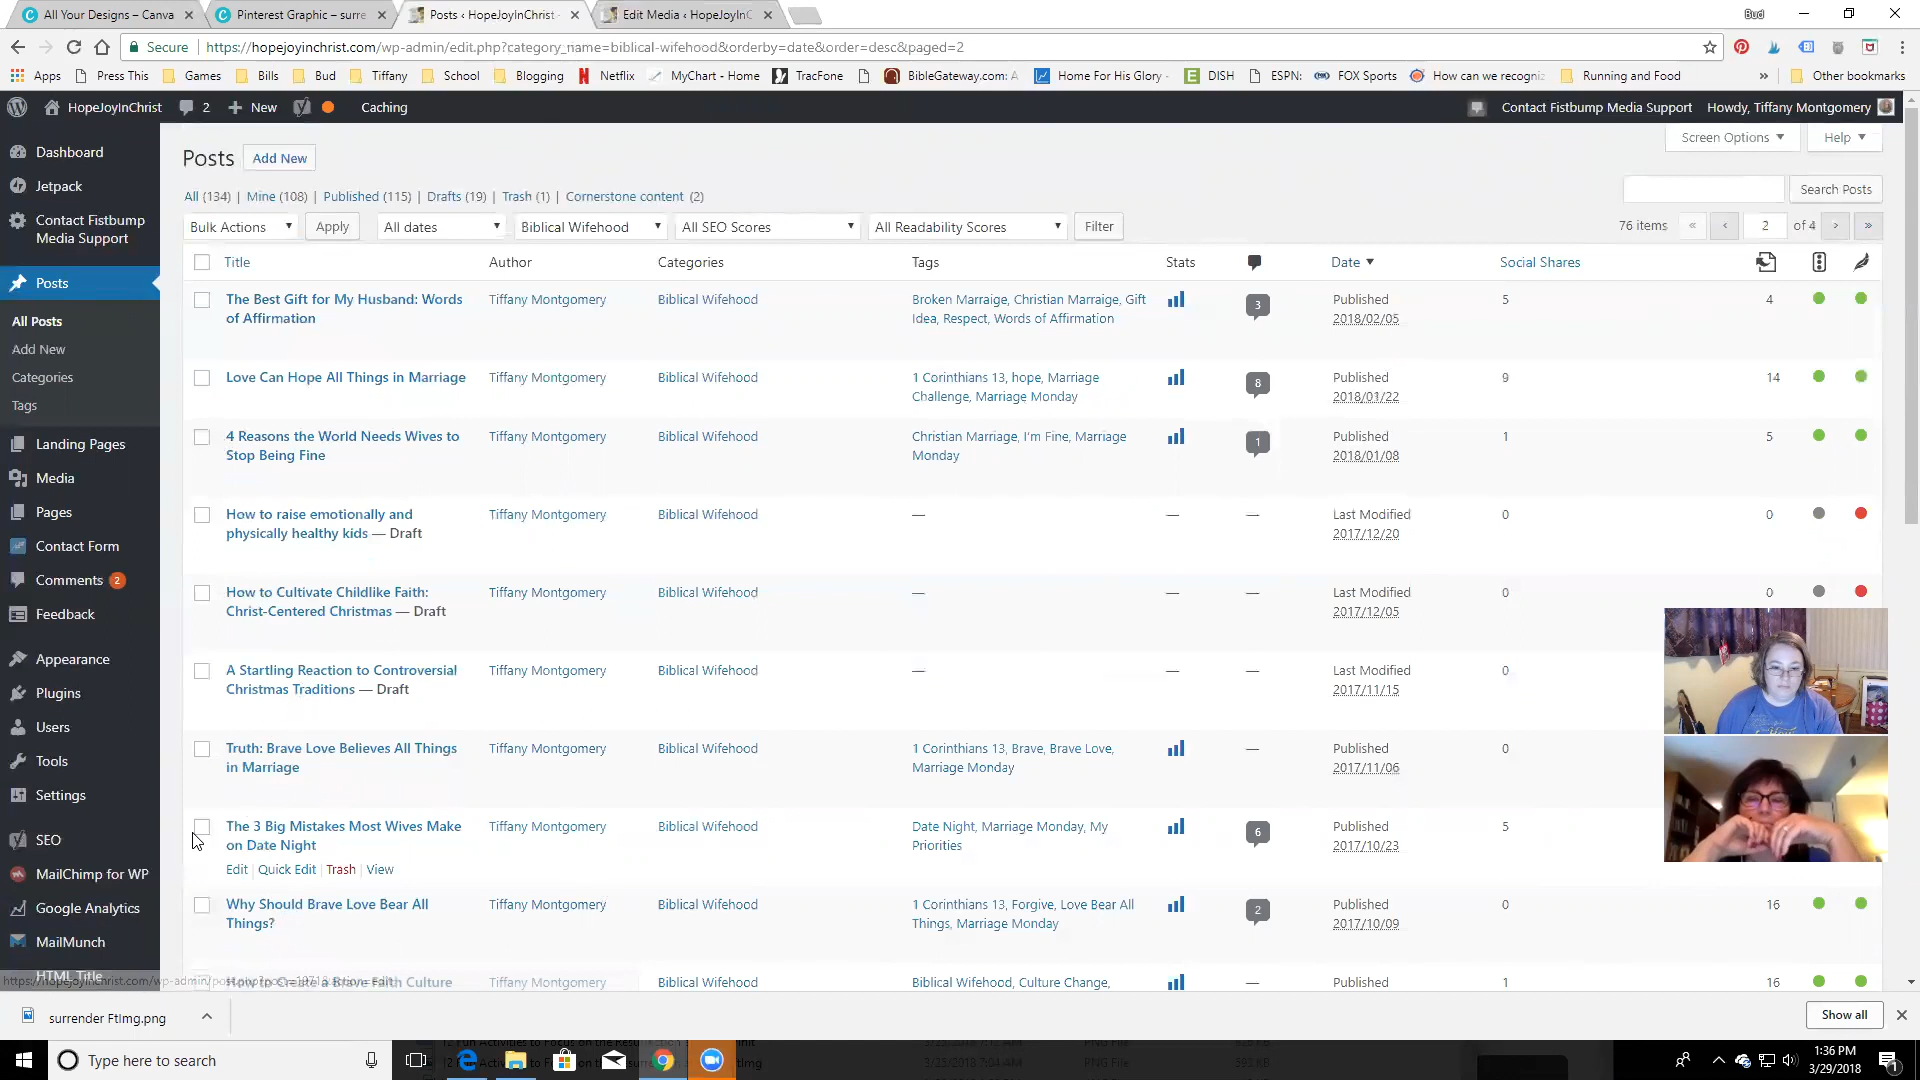 All Your Designs – Canva
Pinterest Graphic – surre
Posts ‹ HopeJoyInChrist -
Edit Media ‹ HopeJoyInC
Bud
Secure
https://hopejoyinchrist.com/wp-admin/edit.php?category_name=biblical-wifehood&orderby=date&order=desc&paged=2
Apps Press This Games Bills Bud Tiffany School Blogging Netflix MyChart - Home TracFone BibleGateway.com: A Home For His Glory - DISH ESPN: FOX Sports How can we recogni Running and Food » Other bookmarks
HopeJoyInChrist 2 New Caching Contact Fistbump Media Support Howdy, Tiffany Montgomery
Dashboard
Jetpack
Contact Fistbump
Media Support
Posts
All Posts
Add New
Categories
Tags
Landing Pages
Media
Pages
Contact Form
Comments 2
Feedback
Appearance
Plugins
Users
Tools
Settings
SEO
MailChimp for WP
Google Analytics
MailMunch
HTML Title
Screen Options Help
Posts Add New
All (134) | Mine (108) | Published (115) | Drafts (19) | Trash (1) | Cornerstone content (2)
Search Posts
Bulk Actions Apply All dates Biblical Wifehood All SEO Scores All Readability Scores Filter
76 items « ‹ 2 of 4 › »
Title Author Categories Tags Stats Date Social Shares
The Best Gift for My Husband: Words
of Affirmation
Tiffany Montgomery
Biblical Wifehood
Broken Marraige, Christian Marraige, Gift
Idea, Respect, Words of Affirmation
3
Published
2018/02/05
5
4
Love Can Hope All Things in Marriage
Tiffany Montgomery
Biblical Wifehood
1 Corinthians 13, hope, Marriage
Challenge, Marriage Monday
8
Published
2018/01/22
9
14
4 Reasons the World Needs Wives to
Stop Being Fine
Tiffany Montgomery
Biblical Wifehood
Christian Marriage, I'm Fine, Marriage
Monday
1
Published
2018/01/08
1
5
How to raise emotionally and
physically healthy kids — Draft
Tiffany Montgomery
Biblical Wifehood
—
—
—
Last Modified
2017/12/20
0
0
How to Cultivate Childlike Faith:
Christ-Centered Christmas — Draft
Tiffany Montgomery
Biblical Wifehood
—
—
—
Last Modified
2017/12/05
0
0
A Startling Reaction to Controversial
Christmas Traditions — Draft
Tiffany Montgomery
Biblical Wifehood
—
—
—
Last Modified
2017/11/15
0
Truth: Brave Love Believes All Things
in Marriage
Tiffany Montgomery
Biblical Wifehood
1 Corinthians 13, Brave, Brave Love,
Marriage Monday
—
Published
2017/11/06
0
The 3 Big Mistakes Most Wives Make
on Date Night
Edit | Quick Edit | Trash | View
Tiffany Montgomery
Biblical Wifehood
Date Night, Marriage Monday, My
Priorities
6
Published
2017/10/23
5
Why Should Brave Love Bear All
Things?
Tiffany Montgomery
Biblical Wifehood
1 Corinthians 13, Forgive, Love Bear All
Things, Marriage Monday
2
Published
2017/10/09
0
16
How to Create a Brave Faith Culture
Tiffany Montgomery
Biblical Wifehood
Biblical Wifehood, Culture Change,
—
Published
1
16
surrender FtImg.png
Show all
Type here to search
1:36 PM
3/29/2018
1